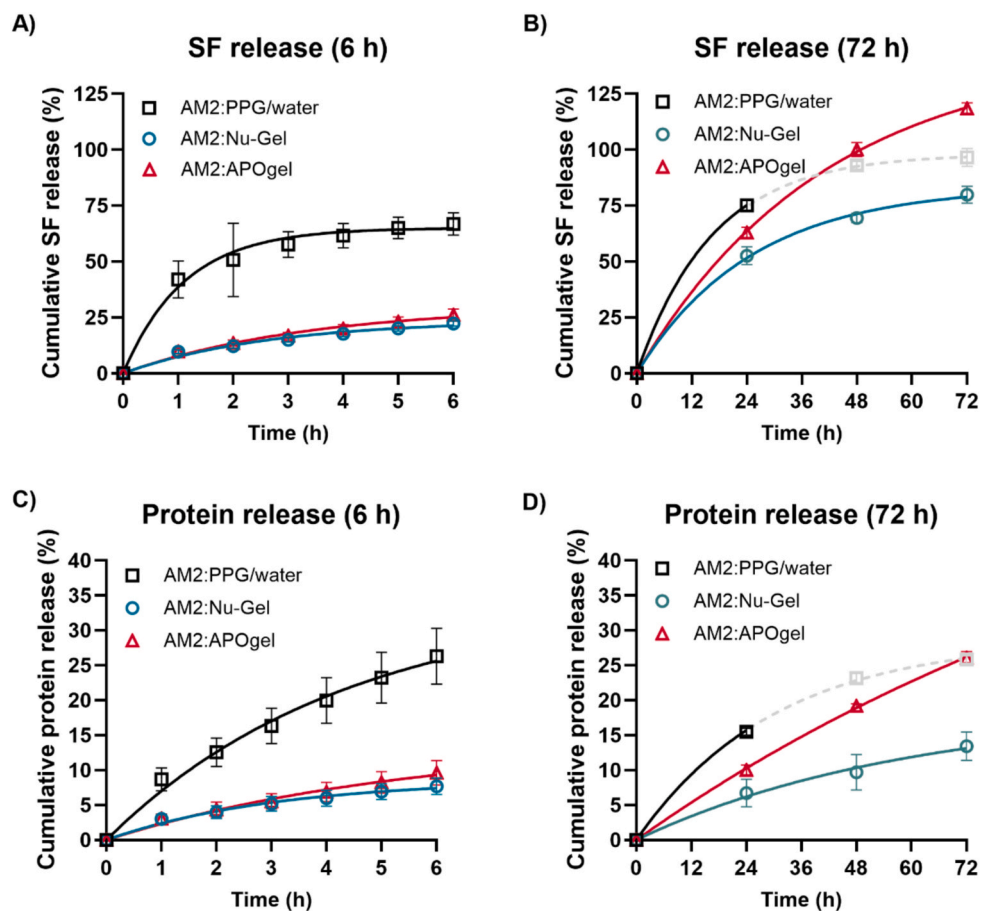 A)
SF release (6 h)
Cumulative SF release (%)
125
100
75
50
25
0
AM2:PPG/water
AM2:Nu-Gel
AM2:APOgel
0 1 2 3 4 5 6
Time (h)
B)
SF release (72 h)
Cumulative SF release (%)
125
100
75
50
25
0
AM2:PPG/water
AM2:Nu-Gel
AM2:APOgel
0 12 24 36 48 60 72
Time (h)
C)
Protein release (6 h)
Cumulative protein release (%)
40
35
30
25
20
15
10
5
0
AM2:PPG/water
AM2:Nu-Gel
AM2:APOgel
0 1 2 3 4 5 6
Time (h)
D)
Protein release (72 h)
Cumulative protein release (%)
40
35
30
25
20
15
10
5
0
AM2:PPG/water
AM2:Nu-Gel
AM2:APOgel
0 12 24 36 48 60 72
Time (h)